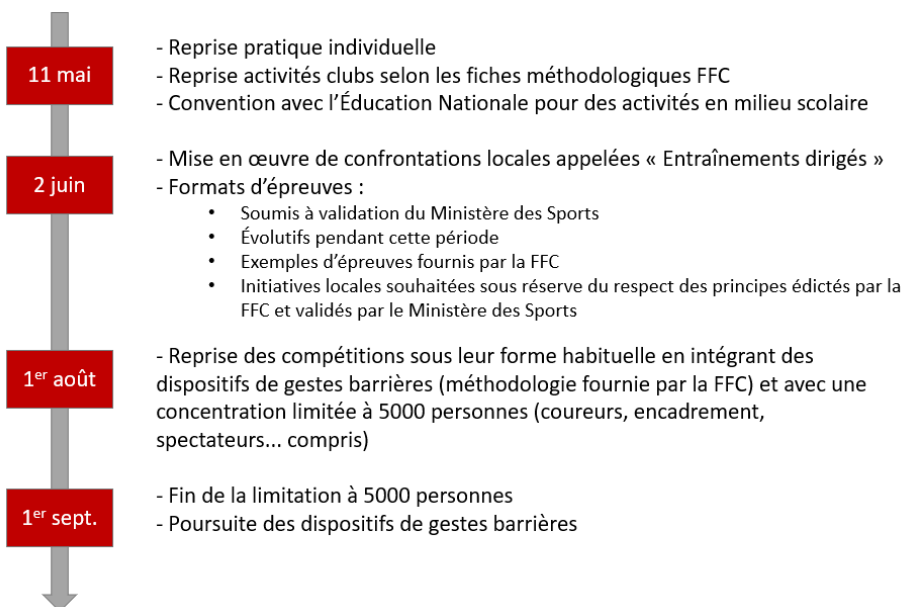 11 mai
- Reprise pratique individuelle
- Reprise activités clubs selon les fiches méthodologiques FFC
- Convention avec l’Éducation Nationale pour des activités en milieu scolaire
2 juin
- Mise en œuvre de confrontations locales appelées « Entraînements dirigés »
- Formats d’épreuves :
• Soumis à validation du Ministère des Sports
• Évolutifs pendant cette période
• Exemples d’épreuves fournis par la FFC
• Initiatives locales souhaitées sous réserve du respect des principes édictés par la
FFC et validés par le Ministère des Sports
1er août
- Reprise des compétitions sous leur forme habituelle en intégrant des
dispositifs de gestes barrières (méthodologie fournie par la FFC) et avec une
concentration limitée à 5000 personnes (coureurs, encadrement,
spectateurs... compris)
1er sept.
- Fin de la limitation à 5000 personnes
- Poursuite des dispositifs de gestes barrières